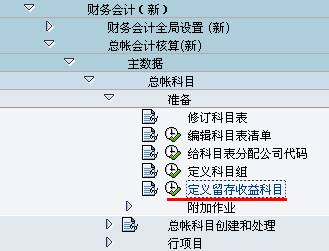 财务会计（新）
财务会计全局设置 (新)
总帐会计核算(新)
主数据
总帐科目
准备
修订科目表
编辑科目表清单
给科目表分配公司代码
定义科目组
定义留存收益科目
附加作业
总帐科目创建和处理
行项目